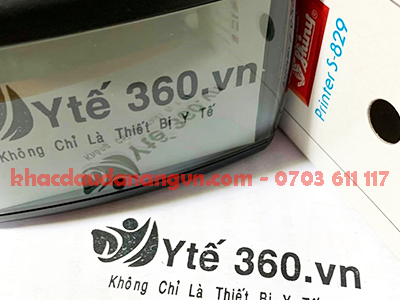 Shiny
Printer S-829
Ytế 360.vn
Không Chỉ Là Thiết Bị Y Tế
khacdaudanangvn.com - 0703 611 117
Ytế 360.vn
Không Chỉ Là Thiết Bị Y Tế